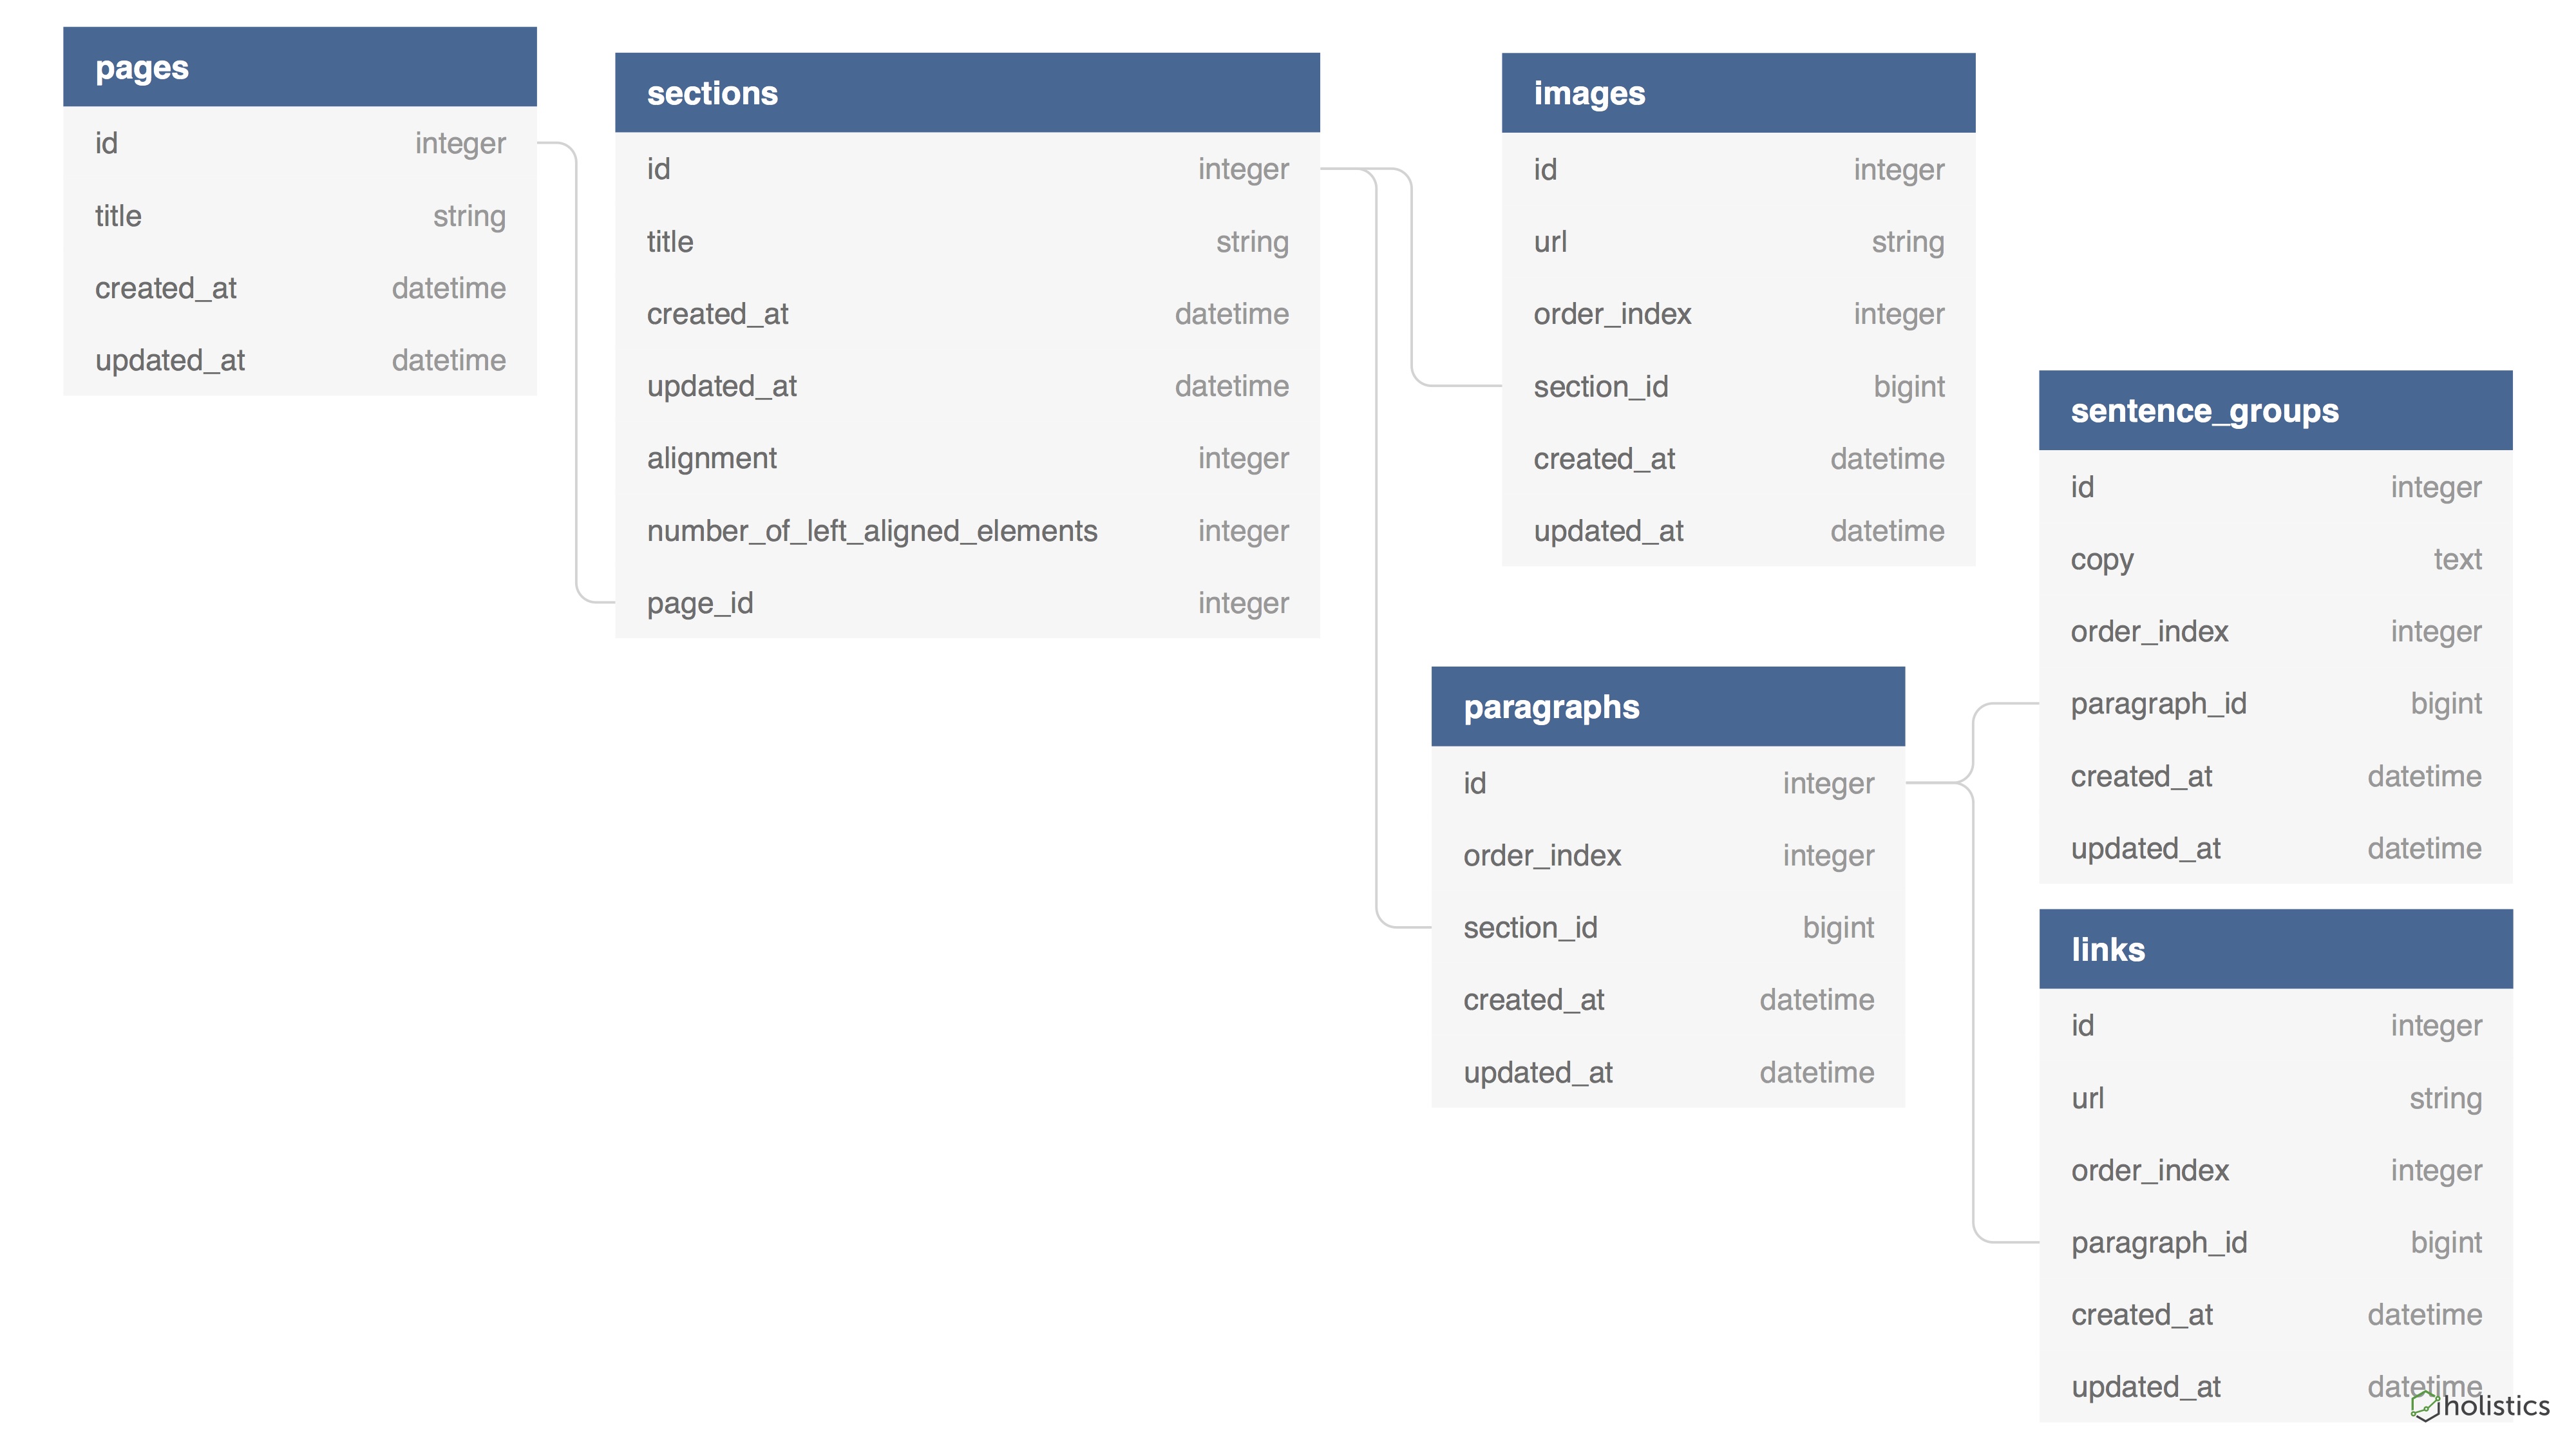 pages
id integer
title string
created_at datetime
updated_at datetime
sections
id integer
title string
created_at datetime
updated_at datetime
alignment integer
number_of_left_aligned_elements integer
page_id integer
images
id integer
url string
order_index integer
section_id bigint
created_at datetime
updated_at datetime
paragraphs
id integer
order_index integer
section_id bigint
created_at datetime
updated_at datetime
sentence_groups
id integer
copy text
order_index integer
paragraph_id bigint
created_at datetime
updated_at datetime
links
id integer
url string
order_index integer
paragraph_id bigint
created_at datetime
updated_at datetime
holistics